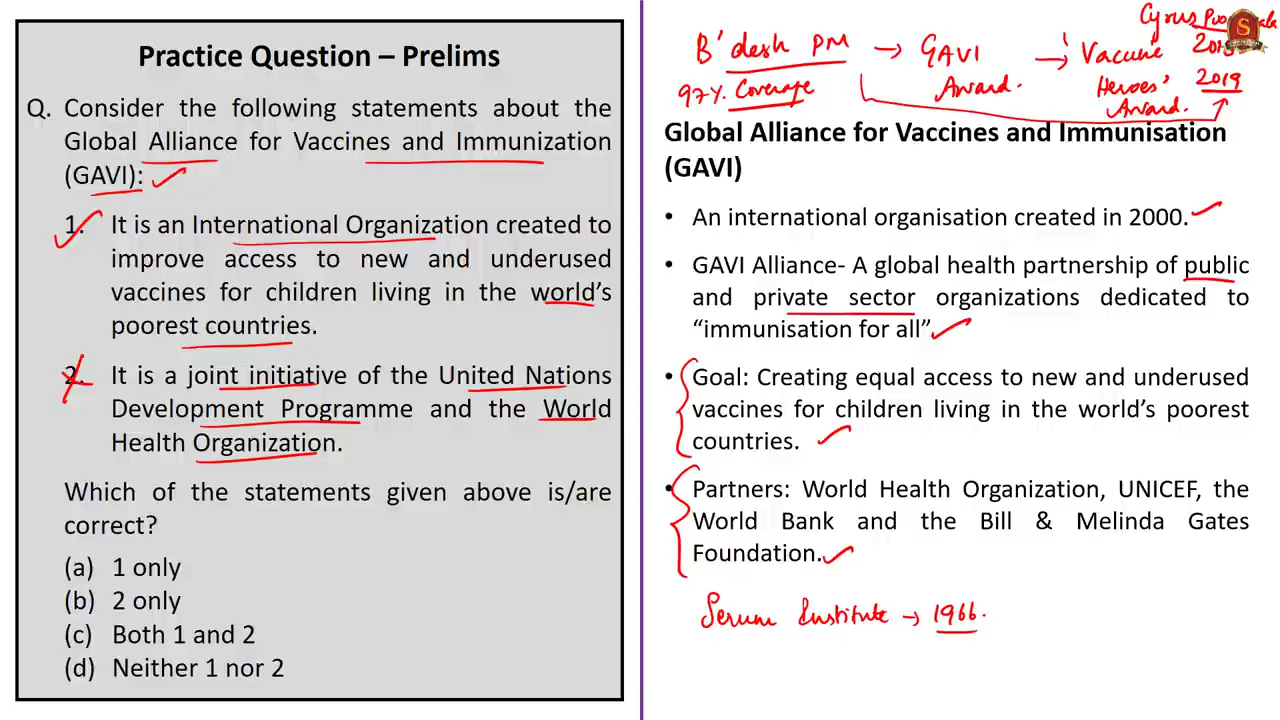 Practice Question – Prelims
Q. Consider the following statements about the
Global Alliance for Vaccines and Immunization
(GAVI):
1. It is an International Organization created to
improve access to new and underused
vaccines for children living in the world's
poorest countries.
2. It is a joint initiative of the United Nations
Development Programme and the World
Health Organization.
Which of the statements given above is/are
correct?
(a) 1 only
(b) 2 only
(c) Both 1 and 2
(d) Neither 1 nor 2
Cyrus
B'desh PM → GAVI → 'Vaccine
97% Coverage Award. Heroes' 2019
Award.
S
Global Alliance for Vaccines and Immunisation
(GAVI)
• An international organisation created in 2000.
• GAVI Alliance- A global health partnership of public
and private sector organizations dedicated to
“immunisation for all”
• Goal: Creating equal access to new and underused
vaccines for children living in the world's poorest
countries.
• Partners: World Health Organization, UNICEF, the
World Bank and the Bill & Melinda Gates
Foundation.
Serum Institute → 1966.